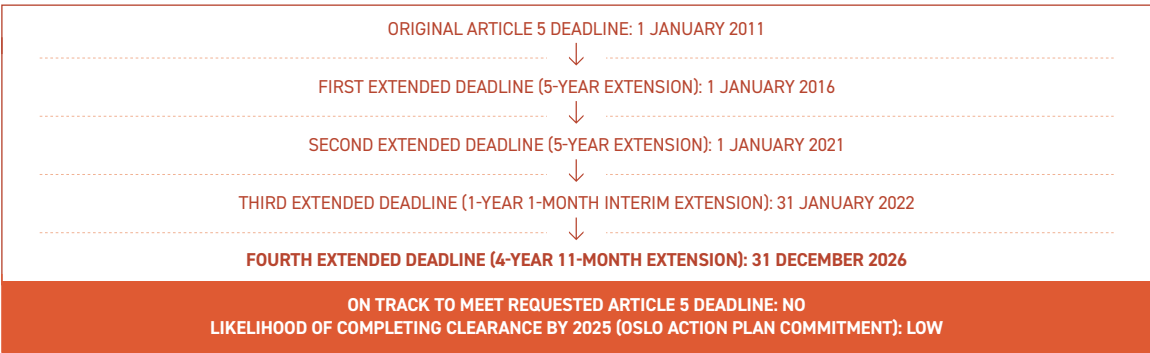 ORIGINAL ARTICLE 5 DEADLINE: 1 JANUARY 2011
FIRST EXTENDED DEADLINE (5-YEAR EXTENSION): 1 JANUARY 2016
SECOND EXTENDED DEADLINE (5-YEAR EXTENSION): 1 JANUARY 2021
THIRD EXTENDED DEADLINE (1-YEAR 1-MONTH INTERIM EXTENSION): 31 JANUARY 2022
FOURTH EXTENDED DEADLINE (4-YEAR 11-MONTH EXTENSION): 31 DECEMBER 2026
ON TRACK TO MEET REQUESTED ARTICLE 5 DEADLINE: NO
LIKELIHOOD OF COMPLETING CLEARANCE BY 2025 (OSLO ACTION PLAN COMMITMENT): LOW